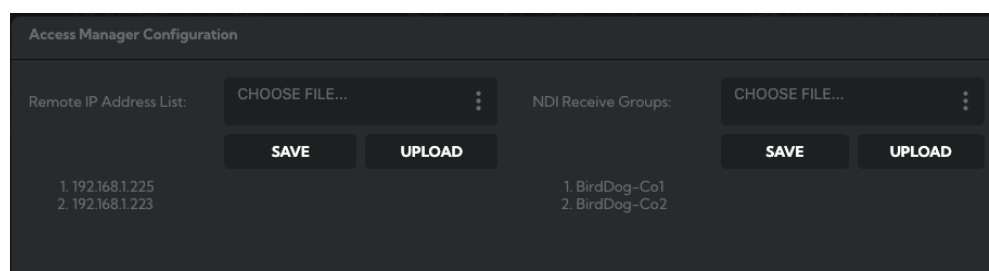 Access Manager Configuration
Remote IP Address List:
CHOOSE FILE...
SAVE
UPLOAD
1. 192.168.1.225
2. 192.168.1.223
NDI Receive Groups:
CHOOSE FILE...
SAVE
UPLOAD
1. BirdDog-Co1
2. BirdDog-Co2